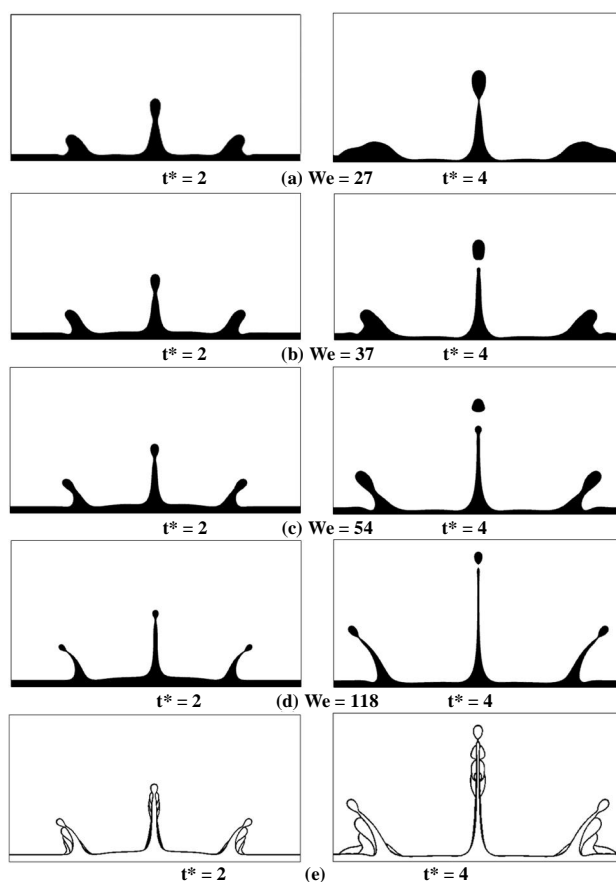 t* = 2 (a) We = 27 t* = 4
t* = 2 (b) We = 37 t* = 4
t* = 2 (c) We = 54 t* = 4
t* = 2 (d) We = 118 t* = 4
t* = 2 (e) t* = 4